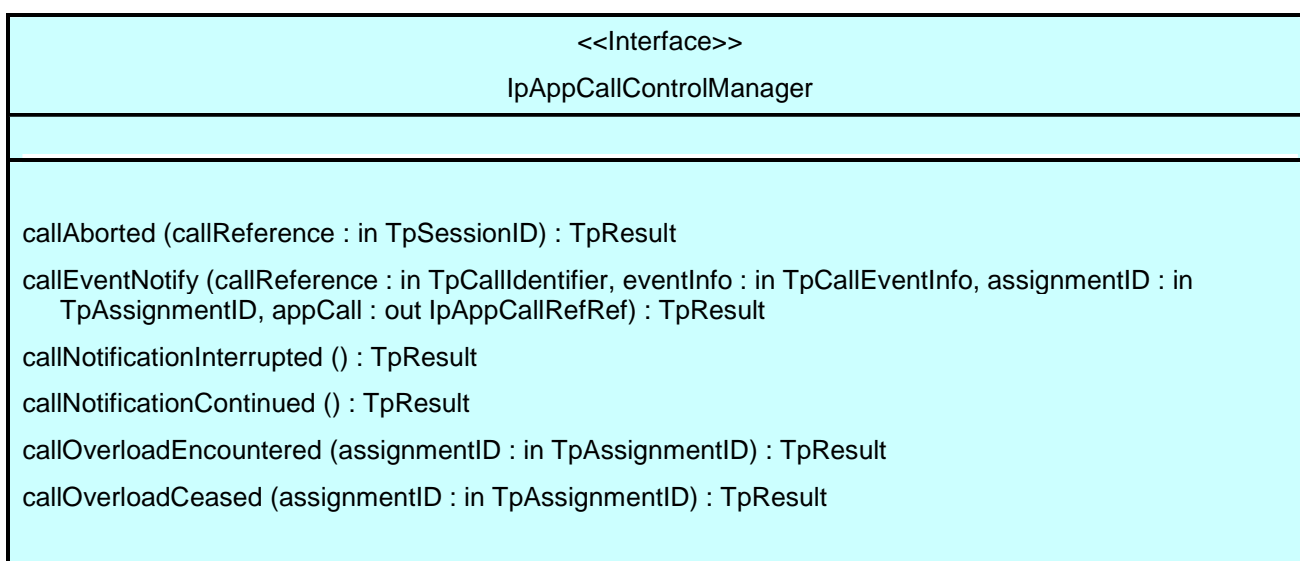 <<Interface>>
IpAppCallControlManager
callAborted (callReference : in TpSessionID) : TpResult
callEventNotify (callReference : in TpCallIdentifier, eventInfo : in TpCallEventInfo, assignmentID : in
TpAssignmentID, appCall : out IpAppCallRefRef) : TpResult
callNotificationInterrupted () : TpResult
callNotificationContinued () : TpResult
callOverloadEncountered (assignmentID : in TpAssignmentID) : TpResult
callOverloadCeased (assignmentID : in TpAssignmentID) : TpResult